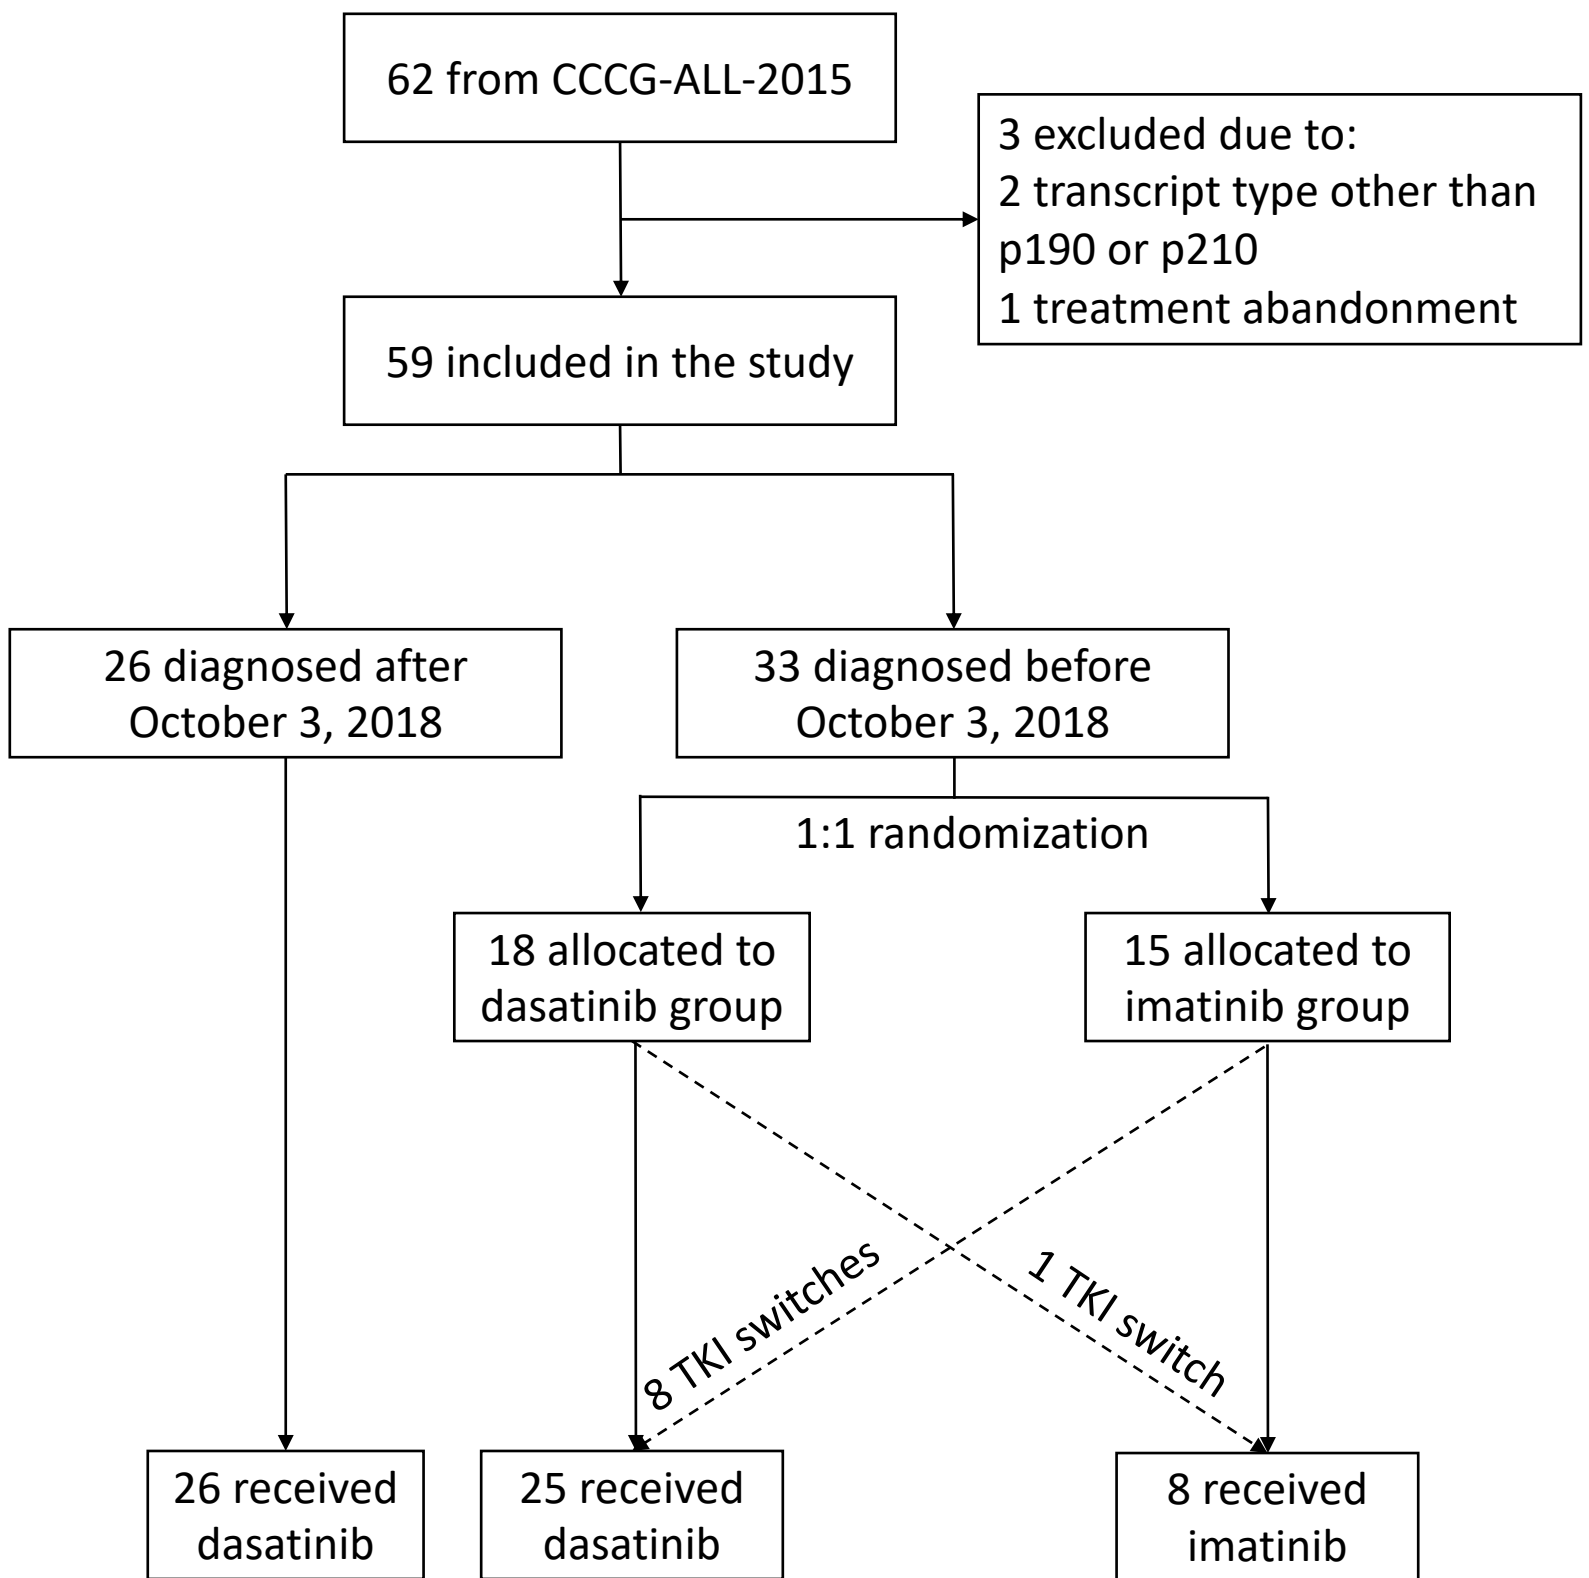 62 from CCCG-ALL-2015
3 excluded due to:
2 transcript type other than
p190 or p210
1 treatment abandonment
59 included in the study
26 diagnosed after
October 3, 2018
33 diagnosed before
October 3, 2018
1:1 randomization
18 allocated to
dasatinib group
15 allocated to
imatinib group
8 TKI switches
1 TKI switch
26 received
dasatinib
25 received
dasatinib
8 received
imatinib